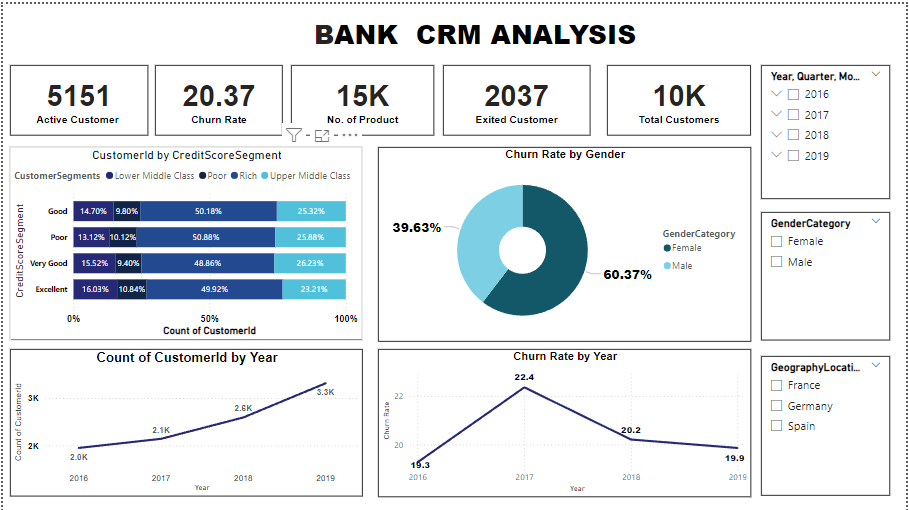 BANK CRM ANALYSIS
5151
Active Customer
20.37
Churn Rate
15K
No. of Product
2037
Exited Customer
10K
Total Customers
Year, Quarter, Mo...
2016
2017
2018
2019
CustomerId by CreditScoreSegment
CustomerSegments Lower Middle Class Poor Rich Upper Middle Class
CreditScoreSegment
Good 14.70% 9.80% 50.18% 25.32%
Poor 13.12% 10.12% 50.88% 25.88%
Very Good 15.52% 9.40% 48.86% 26.23%
Excellent 16.03% 10.84% 49.92% 23.21%
0% 50% 100%
Count of CustomerId
Churn Rate by Gender
39.63%
60.37%
GenderCategory
Female
Male
GenderCategory
Female
Male
Count of CustomerId by Year
Count of CustomerId
3K
2K
2.0K
2.1K
2.6K
3.3K
2016 2017 2018 2019
Year
Churn Rate by Year
Churn Rate
22
20
19.3
22.4
20.2
19.9
2016 2017 2018 2019
Year
GeographyLocati...
France
Germany
Spain